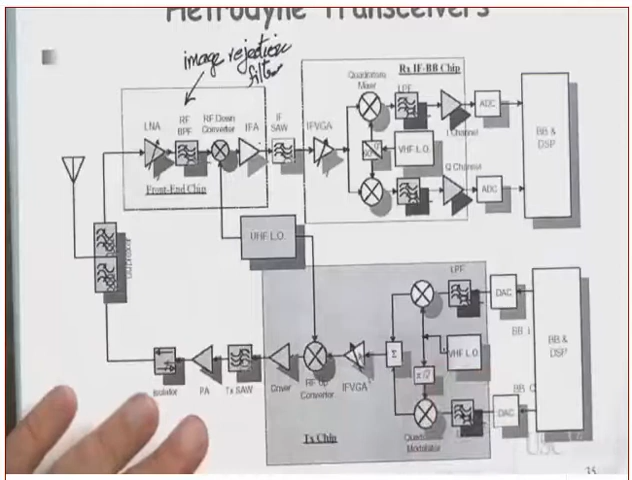 Hetrodyne Transceivers
image rejection
filter
Rx IF-BB Chip
Quadrature
Mixer
LPF
ADC
I Channel
LNA
RF
BPF
RF Down
Converter
IFA
IF
SAW
IFVGA
VHF L.O.
BB &
DSP
Q Channel
ADC
Front-End Chip
UHF L.O.
LPF
DAC
BB
BB &
DSP
VHF L.O.
Σ
π/2
Isolator
PA
Tx SAW
Driver
RF Up
Converter
IFVGA
BB
DAC
Tx Chip
Quadrature
Modulator